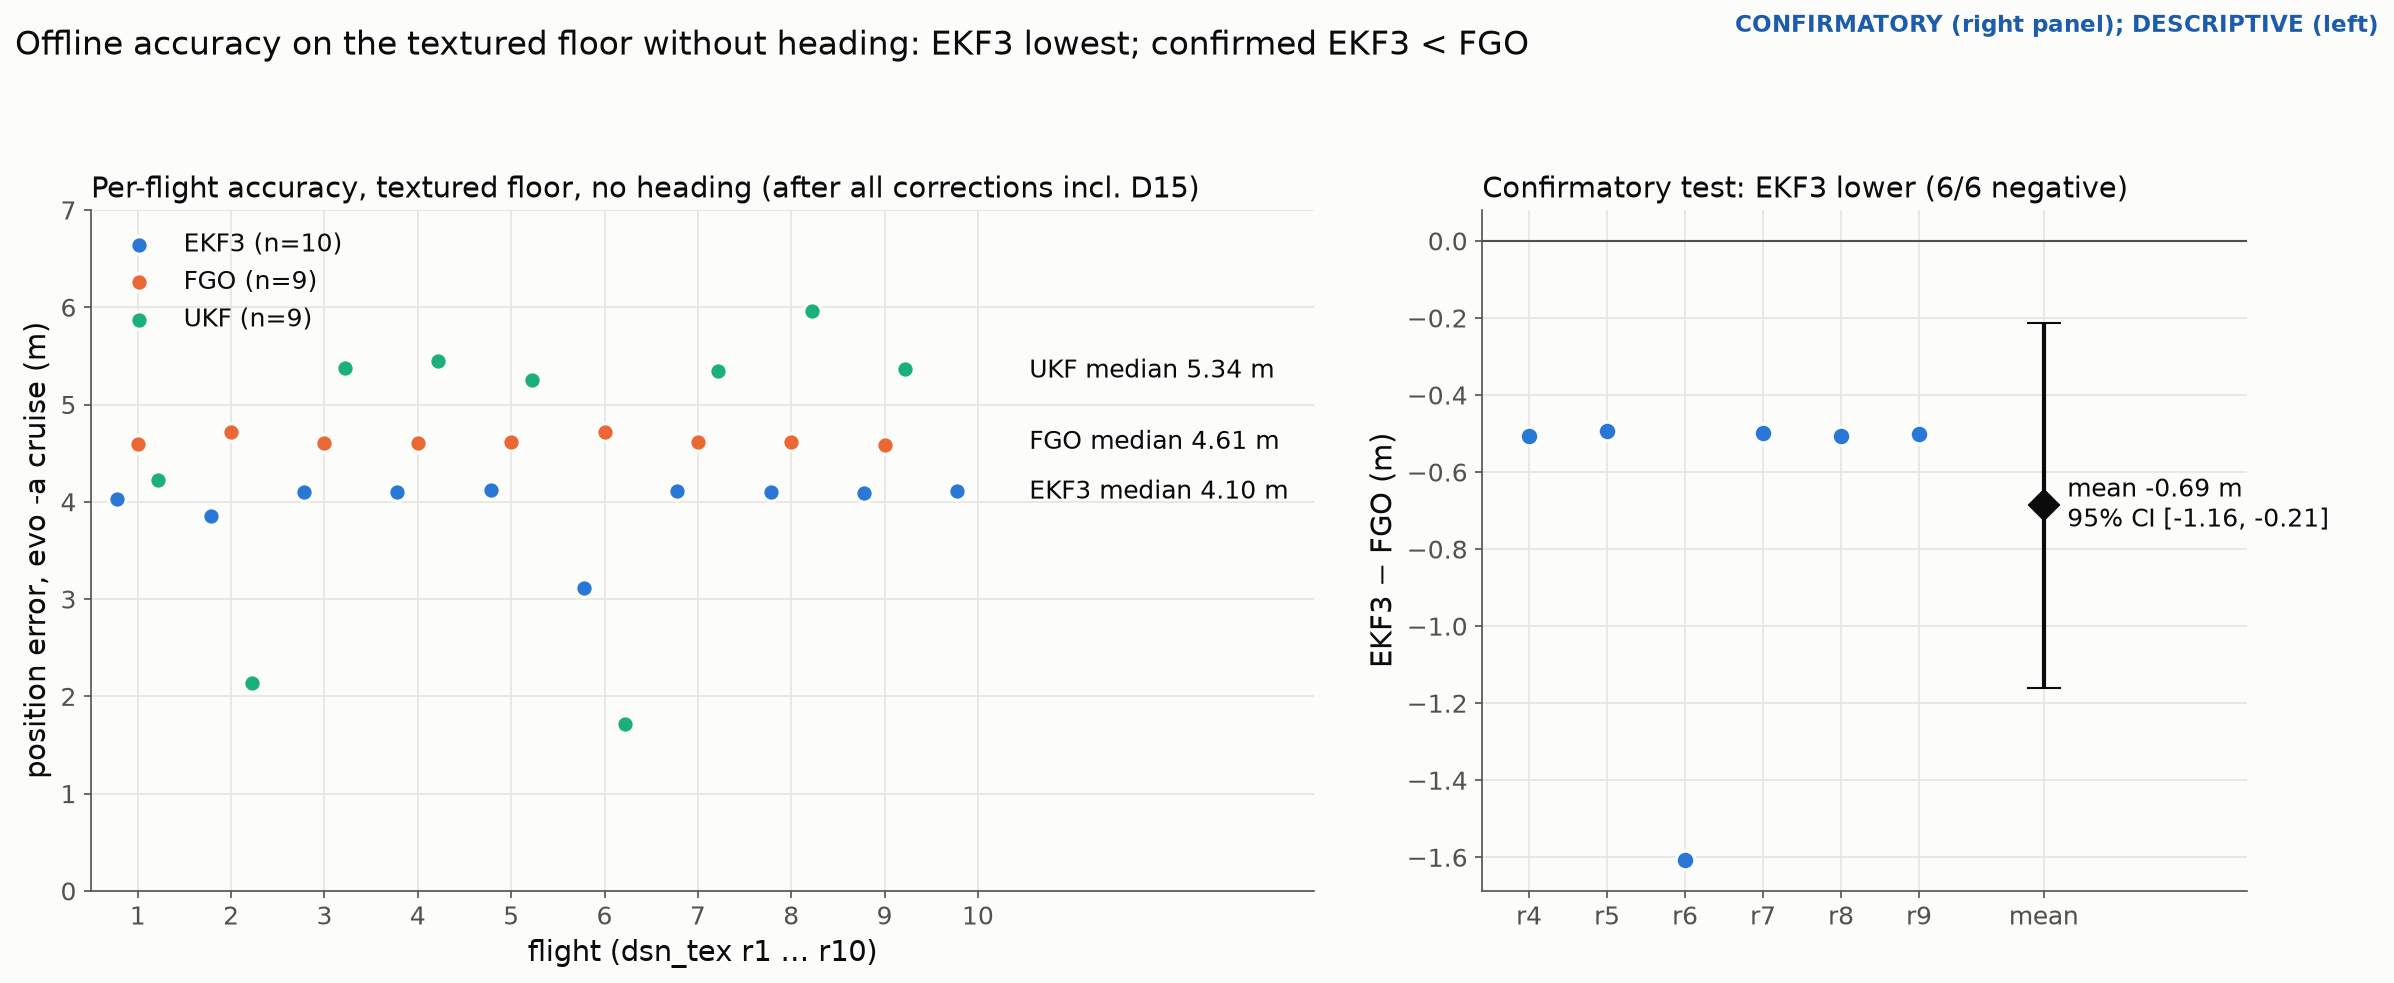 CONFIRMATORY (right panel); DESCRIPTIVE (left)
Offline accuracy on the textured floor without heading: EKF3 lowest; confirmed EKF3 < FGO
Per-flight accuracy, textured floor, no heading (after all corrections incl. D15)
7
6
5
4
3
2
1
0
position error, evo -a cruise (m)
EKF3 (n=10)
FGO (n=9)
UKF (n=9)
UKF median 5.34 m
FGO median 4.61 m
EKF3 median 4.10 m
1 2 3 4 5 6 7 8 9 10
flight (dsn_tex r1 ... r10)
Confirmatory test: EKF3 lower (6/6 negative)
0.0
−0.2
−0.4
−0.6
−0.8
−1.0
−1.2
−1.4
−1.6
EKF3 − FGO (m)
mean -0.69 m
95% CI [-1.16, -0.21]
r4 r5 r6 r7 r8 r9 mean